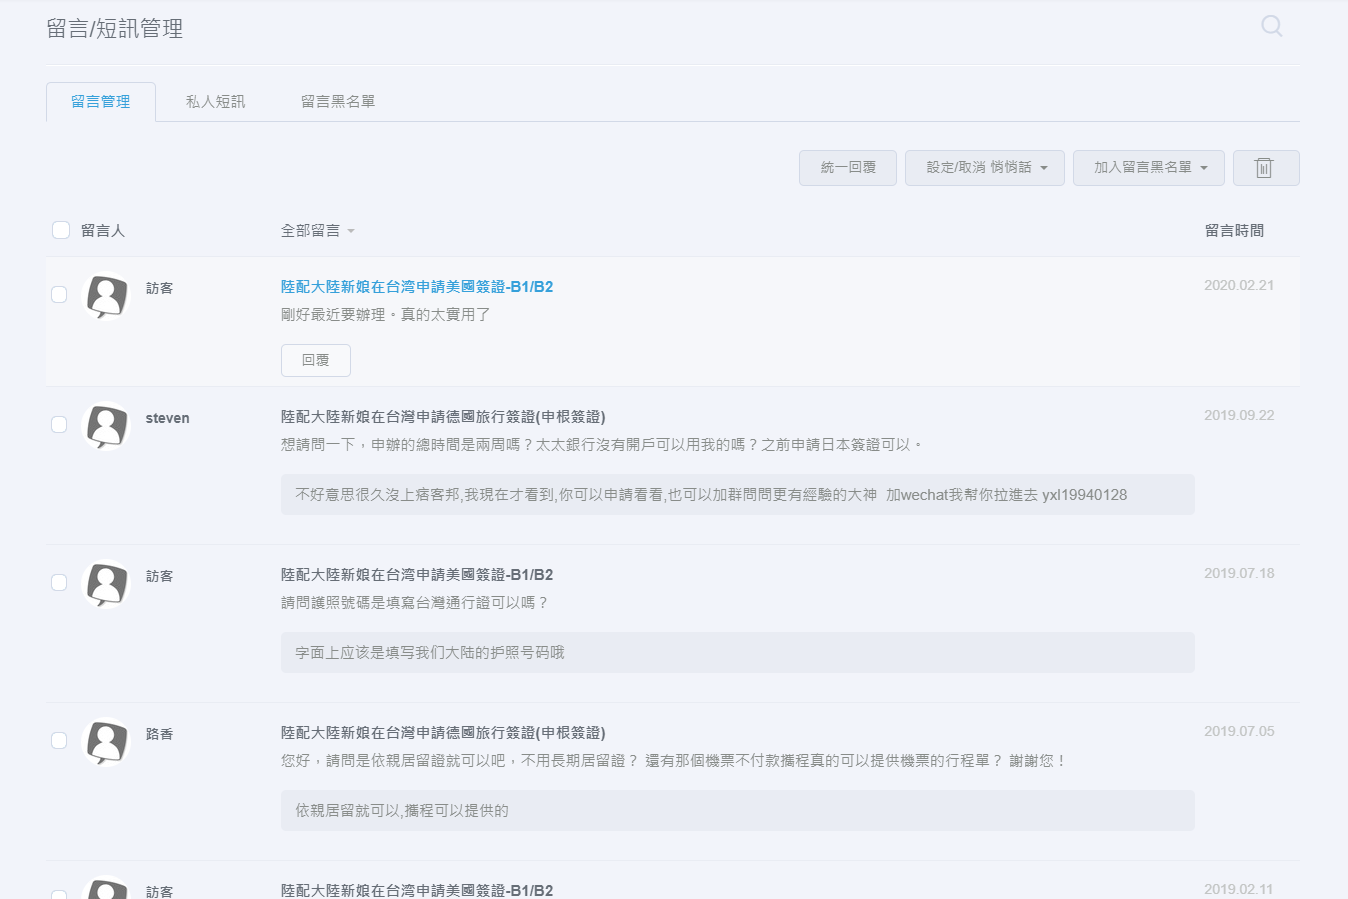 留言/短訊管理
留言管理 私人短訊 留言黑名單
統一回覆 設定/取消 悄悄話 加入留言黑名單
留言人 全部留言 留言時間
訪客 陸配大陸新娘在台湾申請美國簽證-B1/B2 2020.02.21
剛好最近要辦理。真的太實用了
回覆
steven 陸配大陸新娘在台灣申請德國旅行簽證(申根簽證) 2019.09.22
想請問一下，申辦的總時間是兩周嗎？太太銀行沒有開戶可以用我的嗎？之前申請日本簽證可以。
不好意思很久沒上痞客邦,我現在才看到,你可以申請看看,也可以加群問問更有經驗的大神 加wechat我幫你拉進去 yxl19940128
訪客 陸配大陸新娘在台湾申請美國簽證-B1/B2 2019.07.18
請問護照號碼是填寫台灣通行證可以嗎？
字面上应该是填写我们大陆的护照号码哦
路香 陸配大陸新娘在台灣申請德國旅行簽證(申根簽證) 2019.07.05
您好，請問是依親居留證就可以吧，不用長期居留證？ 還有那個機票不付款攜程真的可以提供機票的行程單？ 謝謝您！
依親居留就可以,攜程可以提供的
訪客 陸配大陸新娘在台湾申請美國簽證-B1/B2 2019.02.11